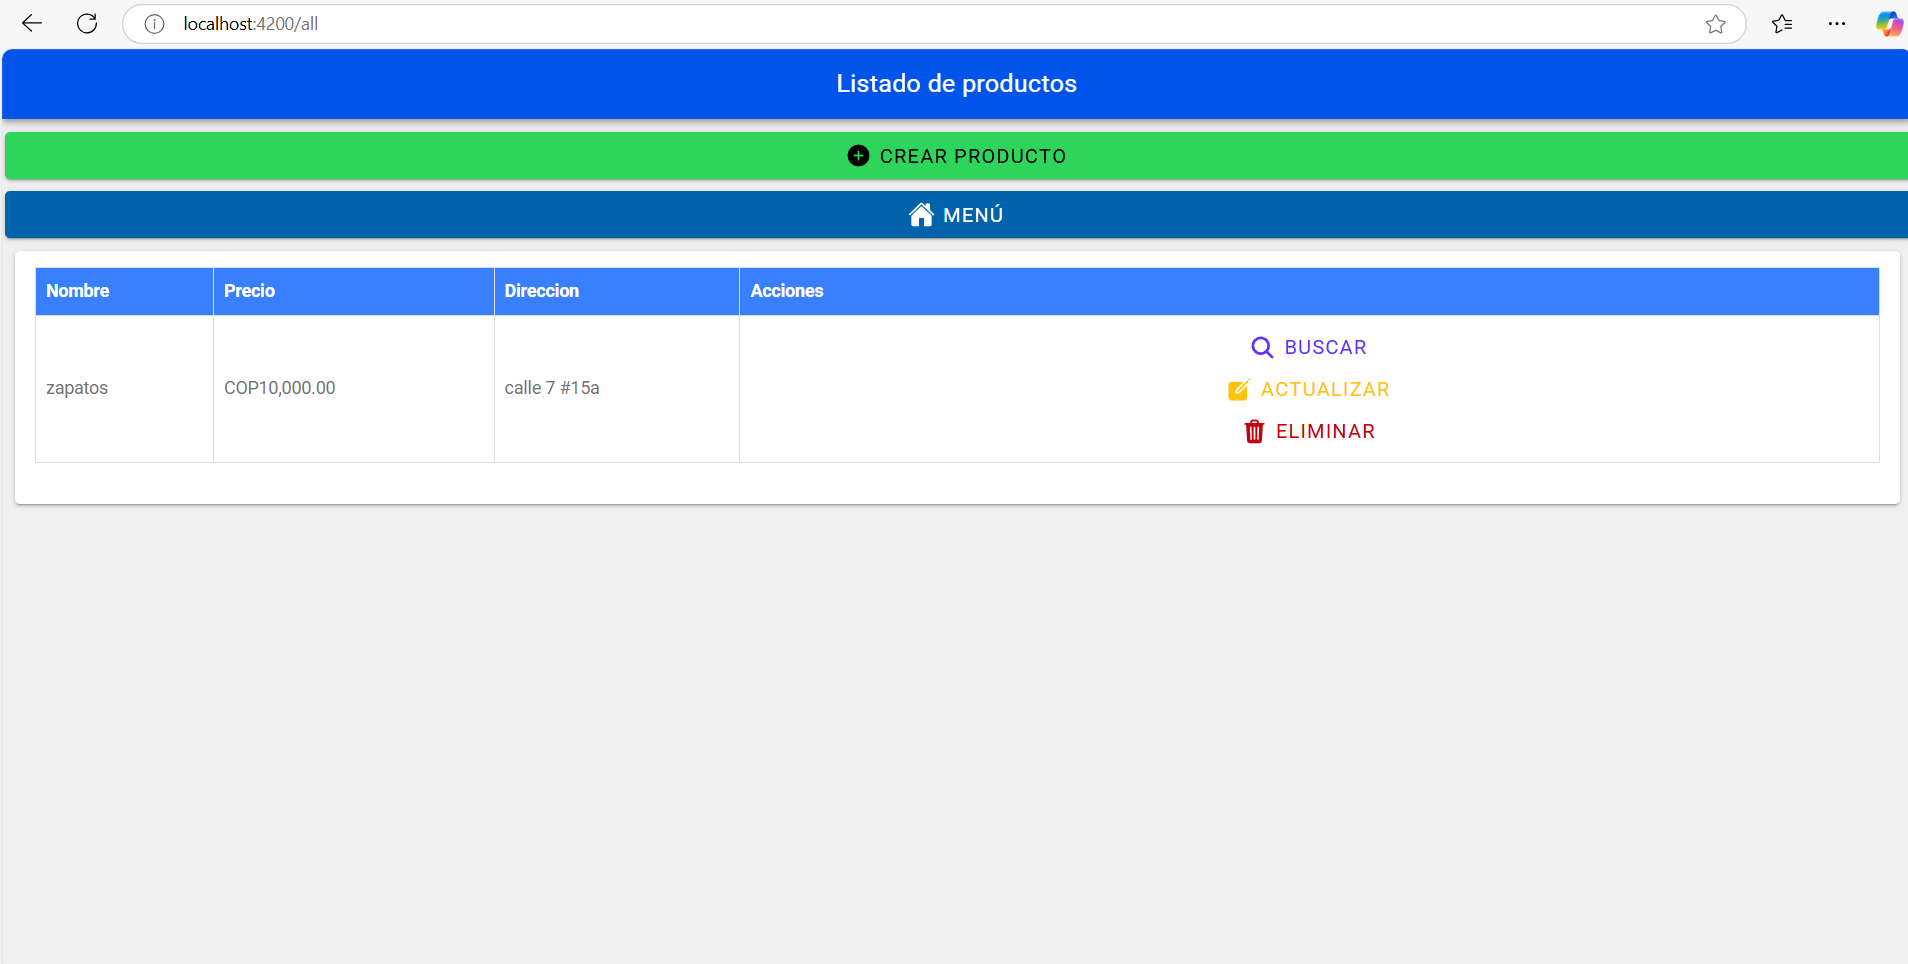 localhost:4200/all
Listado de productos
CREAR PRODUCTO
MENÚ
Nombre Precio Direccion Acciones
zapatos COP10,000.00 calle 7 #15a
BUSCAR
ACTUALIZAR
ELIMINAR